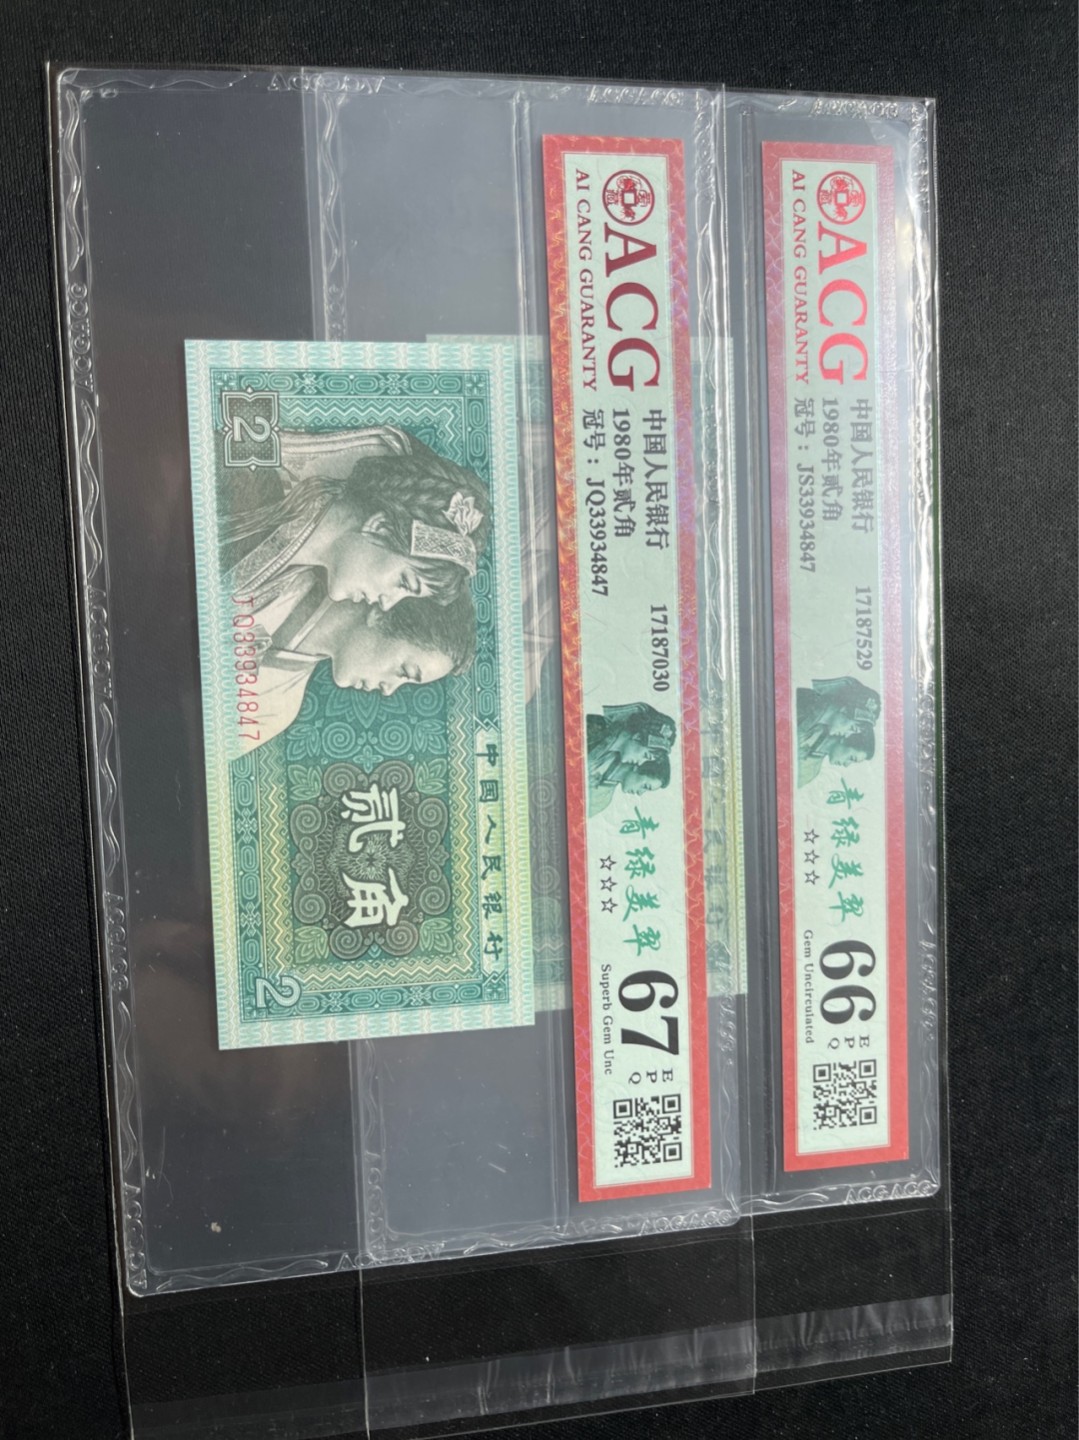 ACG
AI CANG GUARANTY
中国人民银行
1980年贰角
冠号：JS33934847
17187529
青绿美翠
☆☆☆
66
EPQ
Gem Uncirculated
ACG
AI CANG GUARANTY
中国人民银行
1980年贰角
冠号：JQ33934847
17187030
青绿美翠
☆☆☆
67
EPQ
Superb Gem Unc
中国人民银行
贰角
2
2
JQ33934847